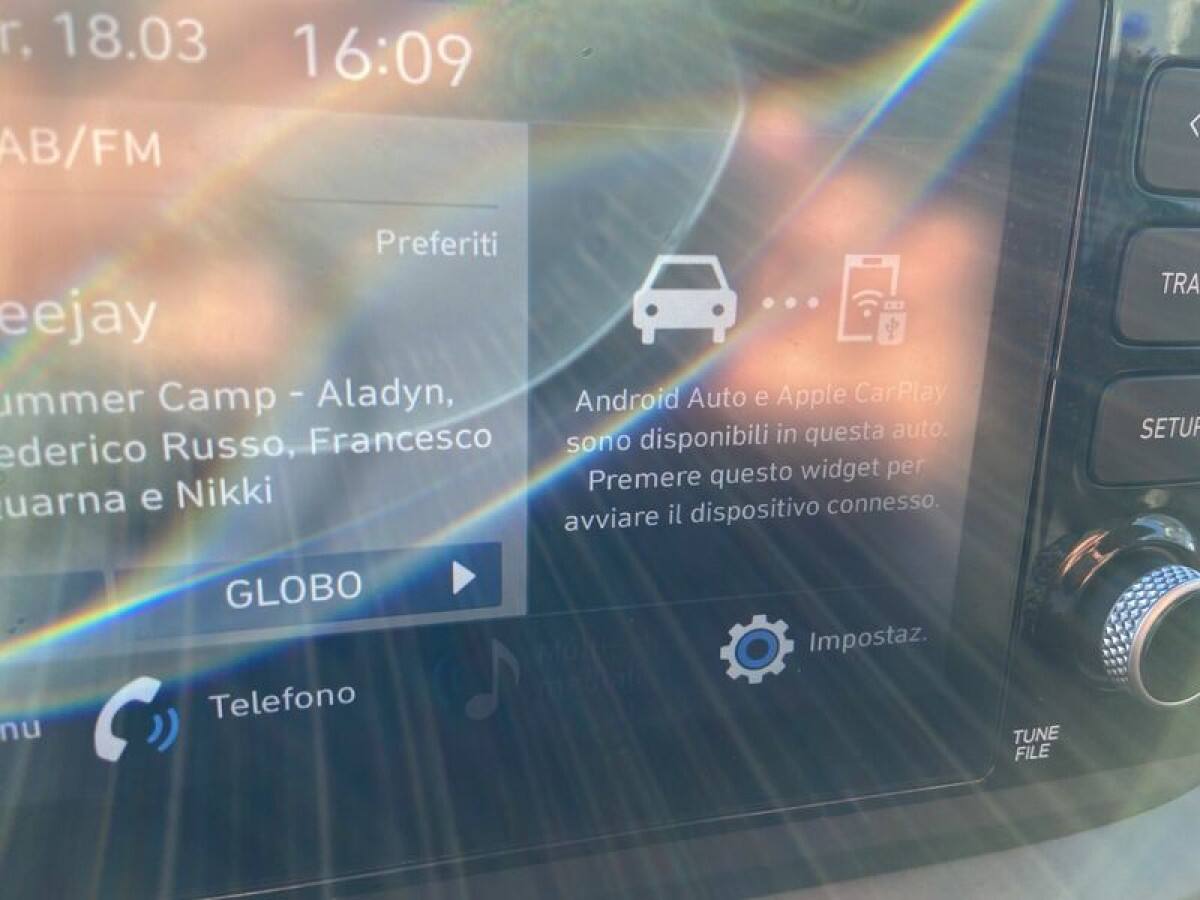 r, 18.03 16:09
AB/FM
Preferiti
eejay
ummer Camp - Aladyn,
ederico Russo, Francesco
uarna e Nikki
GLOBO
Android Auto e Apple CarPlay
sono disponibili in questa auto.
Premere questo widget per
avviare il dispositivo connesso.
nu
Telefono
Impostaz.
TRA
SETUP
TUNE
FILE